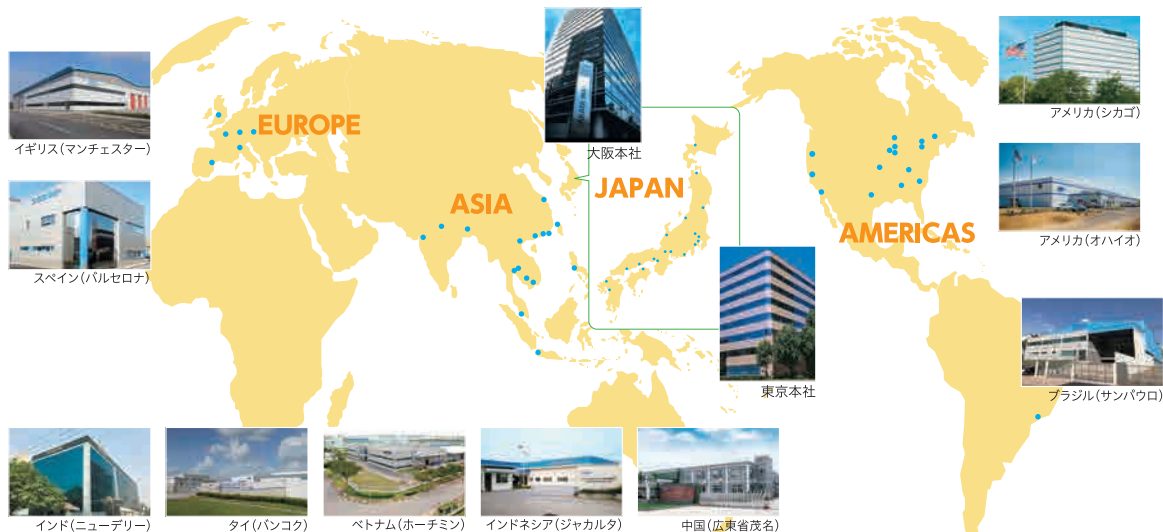 大阪本社
アメリカ(シカゴ)
イギリス(マンチェスター)
EUROPE
JAPAN
ASIA
AMERICAS
アメリカ(オハイオ)
スペイン(バルセロナ)
東京本社
ブラジル(サンパウロ)
インド(ニューデリー)
タイ(バンコク)
ベトナム(ホーチミン)
インドネシア(ジャカルタ)
中国(広東省茂名)